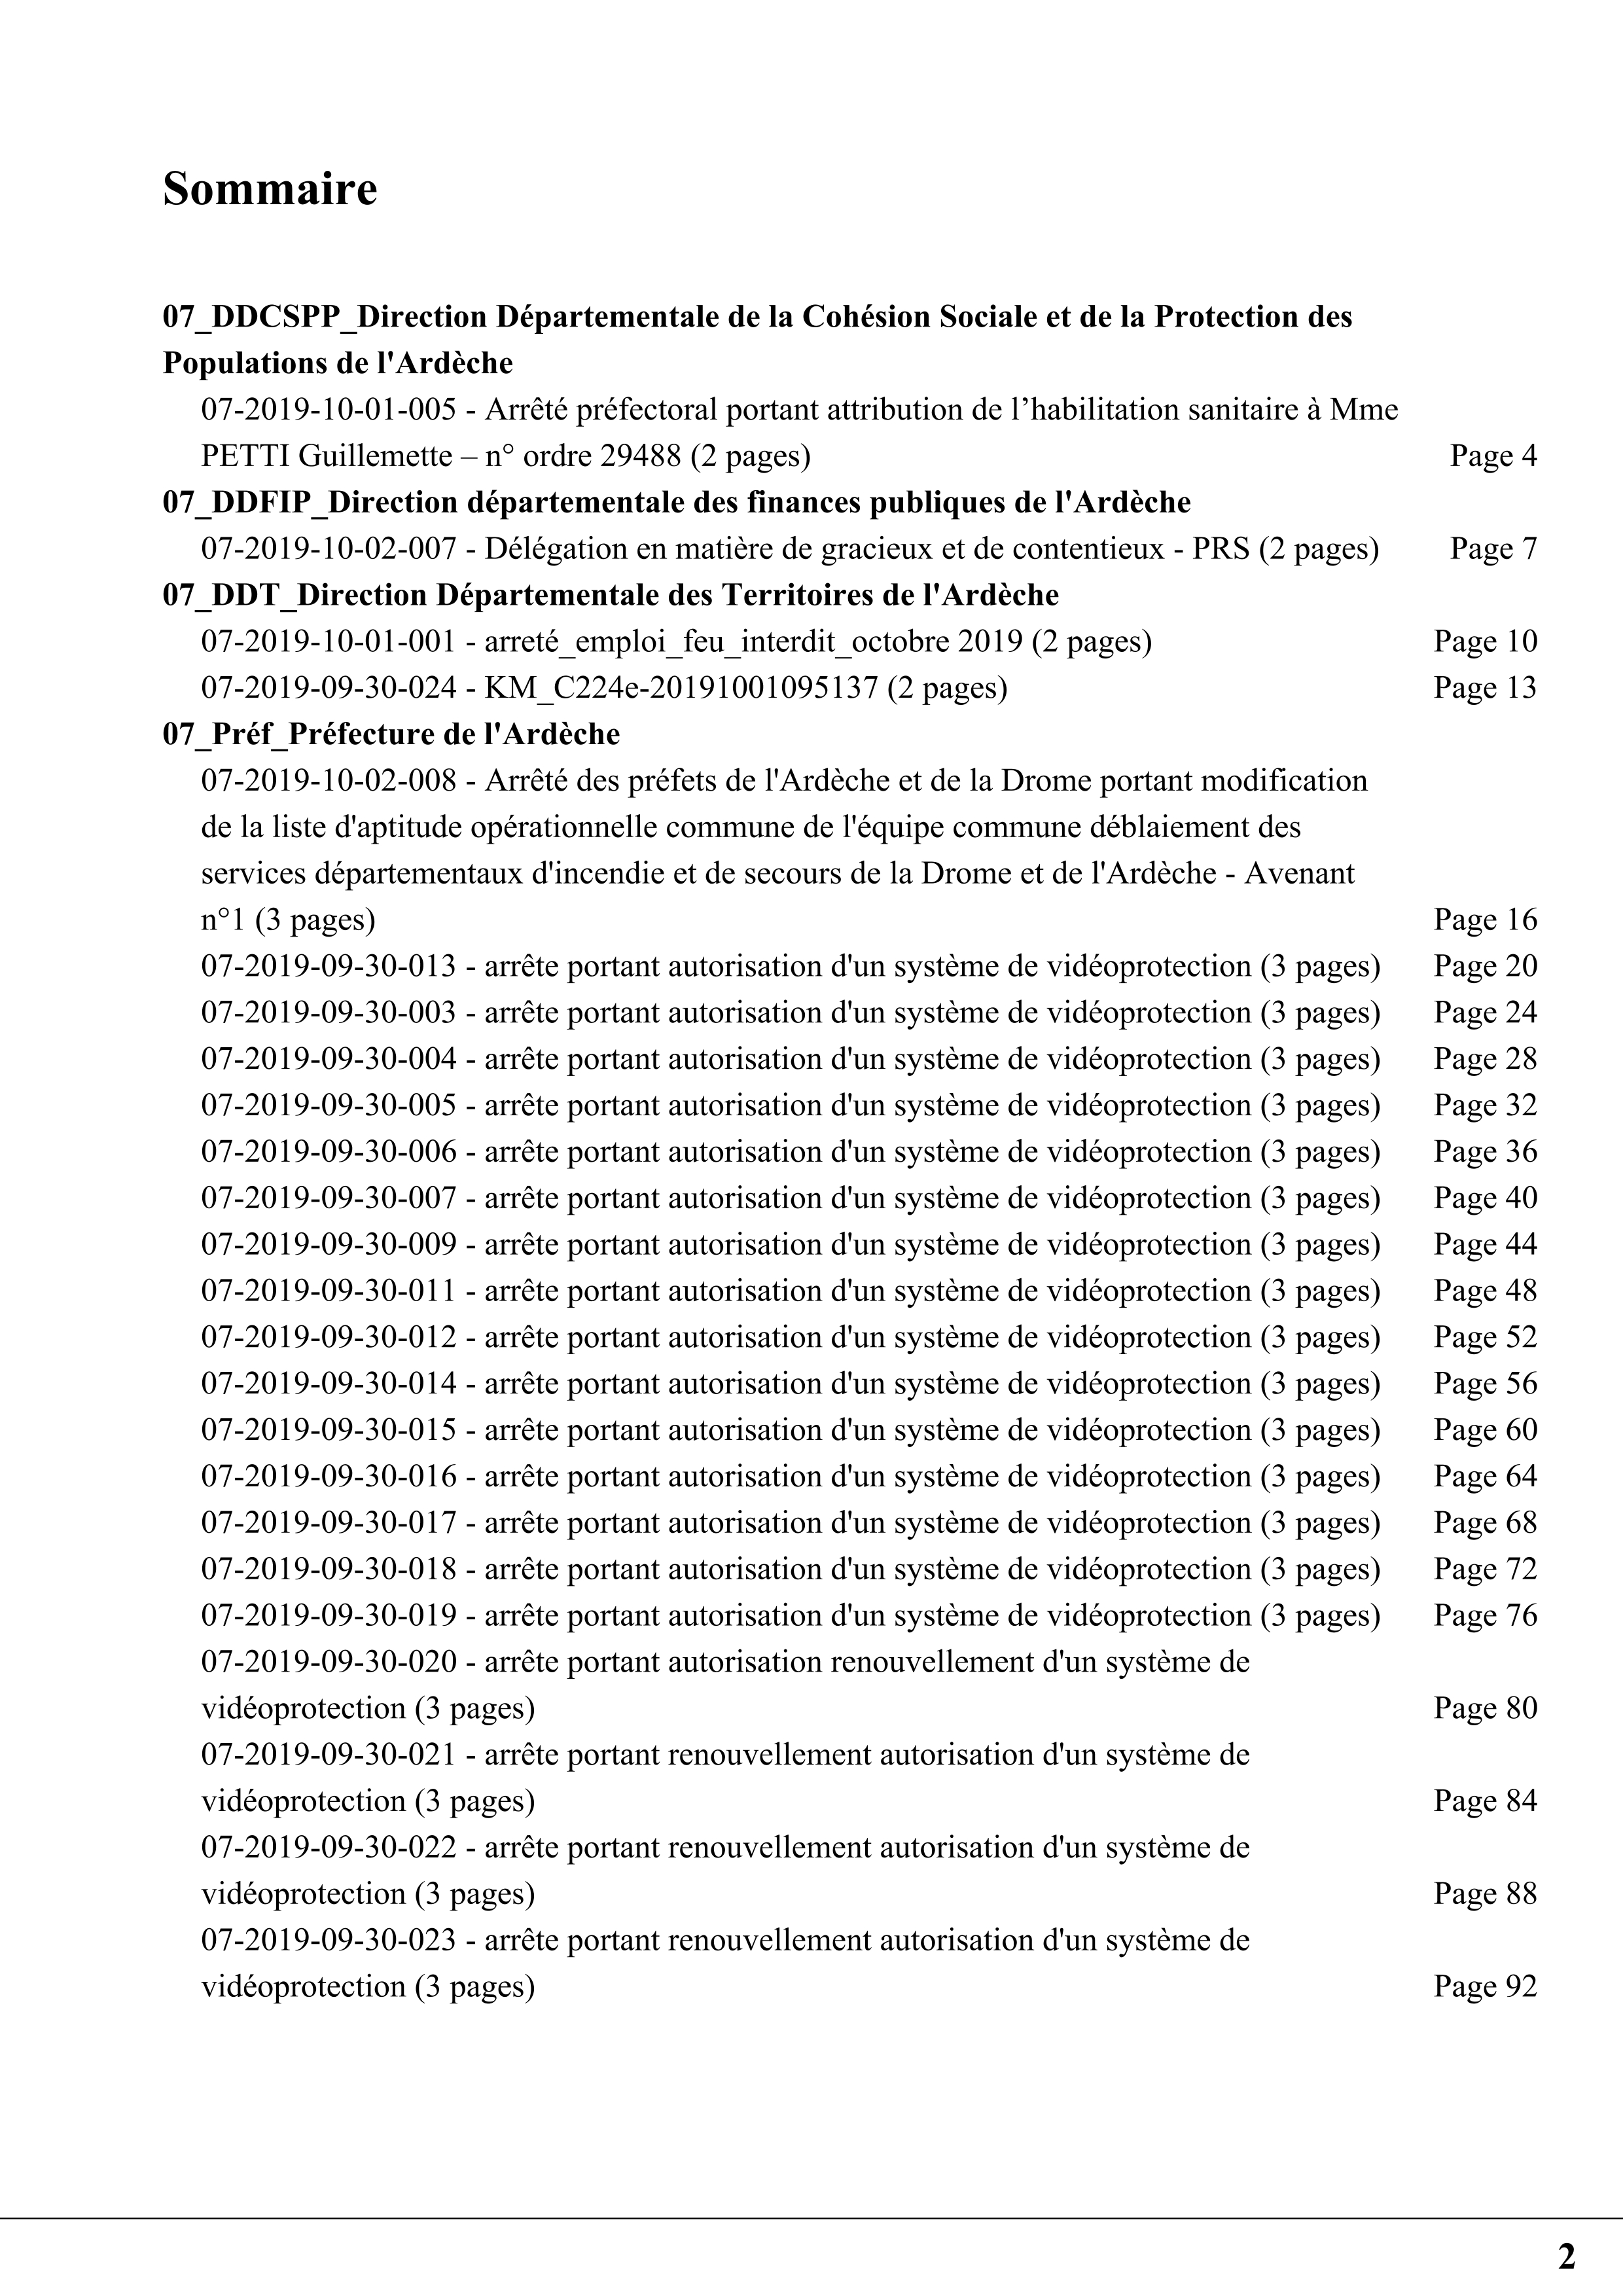 Sommaire
07_DDCSPP_Direction Départementale de la Cohésion Sociale et de la Protection des
Populations de l'Ardèche
07-2019-10-01-005 - Arrêté préfectoral portant attribution de l’habilitation sanitaire à Mme
PETTI Guillemette – n° ordre 29488 (2 pages) Page 4
07_DDFIP_Direction départementale des finances publiques de l'Ardèche
07-2019-10-02-007 - Délégation en matière de gracieux et de contentieux - PRS (2 pages) Page 7
07_DDT_Direction Départementale des Territoires de l'Ardèche
07-2019-10-01-001 - arreté_emploi_feu_interdit_octobre 2019 (2 pages) Page 10
07-2019-09-30-024 - KM_C224e-20191001095137 (2 pages) Page 13
07_Préf_Préfecture de l'Ardèche
07-2019-10-02-008 - Arrêté des préfets de l'Ardèche et de la Drome portant modification
de la liste d'aptitude opérationnelle commune de l'équipe commune déblaiement des
services départementaux d'incendie et de secours de la Drome et de l'Ardèche - Avenant
n°1 (3 pages) Page 16
07-2019-09-30-013 - arrête portant autorisation d'un système de vidéoprotection (3 pages) Page 20
07-2019-09-30-003 - arrête portant autorisation d'un système de vidéoprotection (3 pages) Page 24
07-2019-09-30-004 - arrête portant autorisation d'un système de vidéoprotection (3 pages) Page 28
07-2019-09-30-005 - arrête portant autorisation d'un système de vidéoprotection (3 pages) Page 32
07-2019-09-30-006 - arrête portant autorisation d'un système de vidéoprotection (3 pages) Page 36
07-2019-09-30-007 - arrête portant autorisation d'un système de vidéoprotection (3 pages) Page 40
07-2019-09-30-009 - arrête portant autorisation d'un système de vidéoprotection (3 pages) Page 44
07-2019-09-30-011 - arrête portant autorisation d'un système de vidéoprotection (3 pages) Page 48
07-2019-09-30-012 - arrête portant autorisation d'un système de vidéoprotection (3 pages) Page 52
07-2019-09-30-014 - arrête portant autorisation d'un système de vidéoprotection (3 pages) Page 56
07-2019-09-30-015 - arrête portant autorisation d'un système de vidéoprotection (3 pages) Page 60
07-2019-09-30-016 - arrête portant autorisation d'un système de vidéoprotection (3 pages) Page 64
07-2019-09-30-017 - arrête portant autorisation d'un système de vidéoprotection (3 pages) Page 68
07-2019-09-30-018 - arrête portant autorisation d'un système de vidéoprotection (3 pages) Page 72
07-2019-09-30-019 - arrête portant autorisation d'un système de vidéoprotection (3 pages) Page 76
07-2019-09-30-020 - arrête portant autorisation renouvellement d'un système de
vidéoprotection (3 pages) Page 80
07-2019-09-30-021 - arrête portant renouvellement autorisation d'un système de
vidéoprotection (3 pages) Page 84
07-2019-09-30-022 - arrête portant renouvellement autorisation d'un système de
vidéoprotection (3 pages) Page 88
07-2019-09-30-023 - arrête portant renouvellement autorisation d'un système de
vidéoprotection (3 pages) Page 92
2